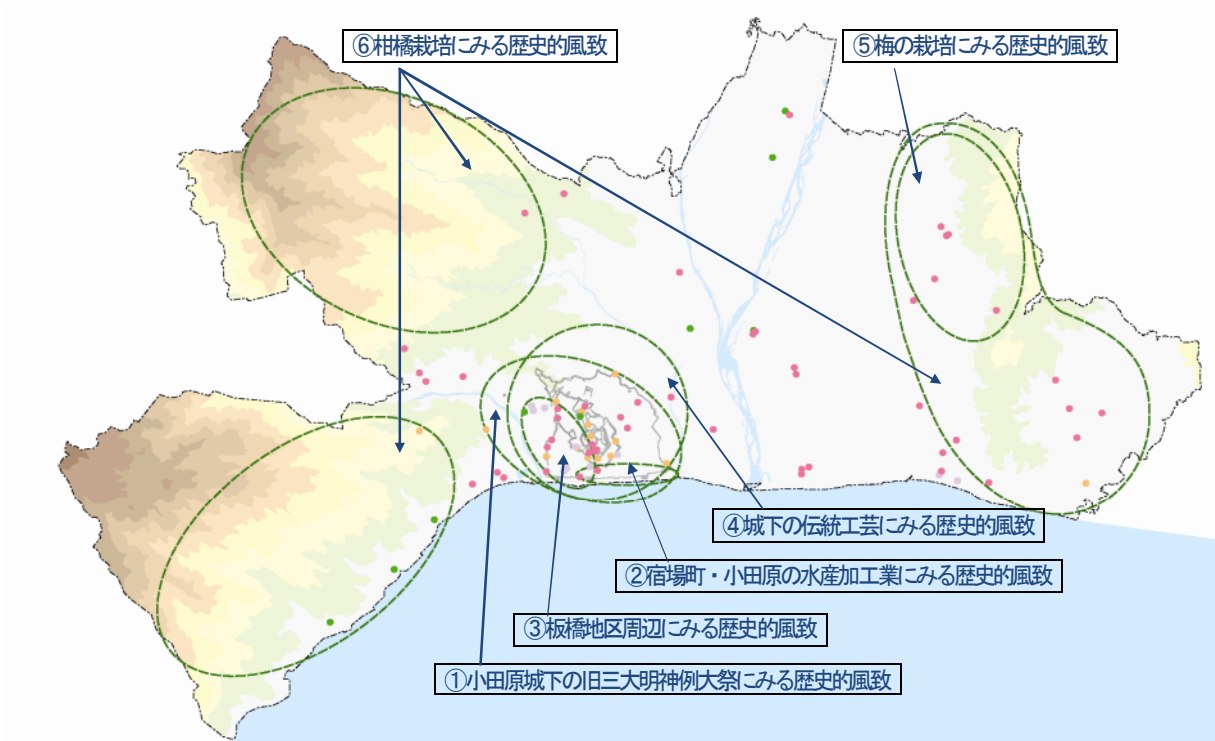 ⑥柑橘栽培にみる歴史的風致
⑤梅の栽培にみる歴史的風致
④城下の伝統工芸にみる歴史的風致
②宿場町・小田原の水産加工業にみる歴史的風致
③板橋地区周辺にみる歴史的風致
①小田原城下の旧三大明神例大祭にみる歴史的風致